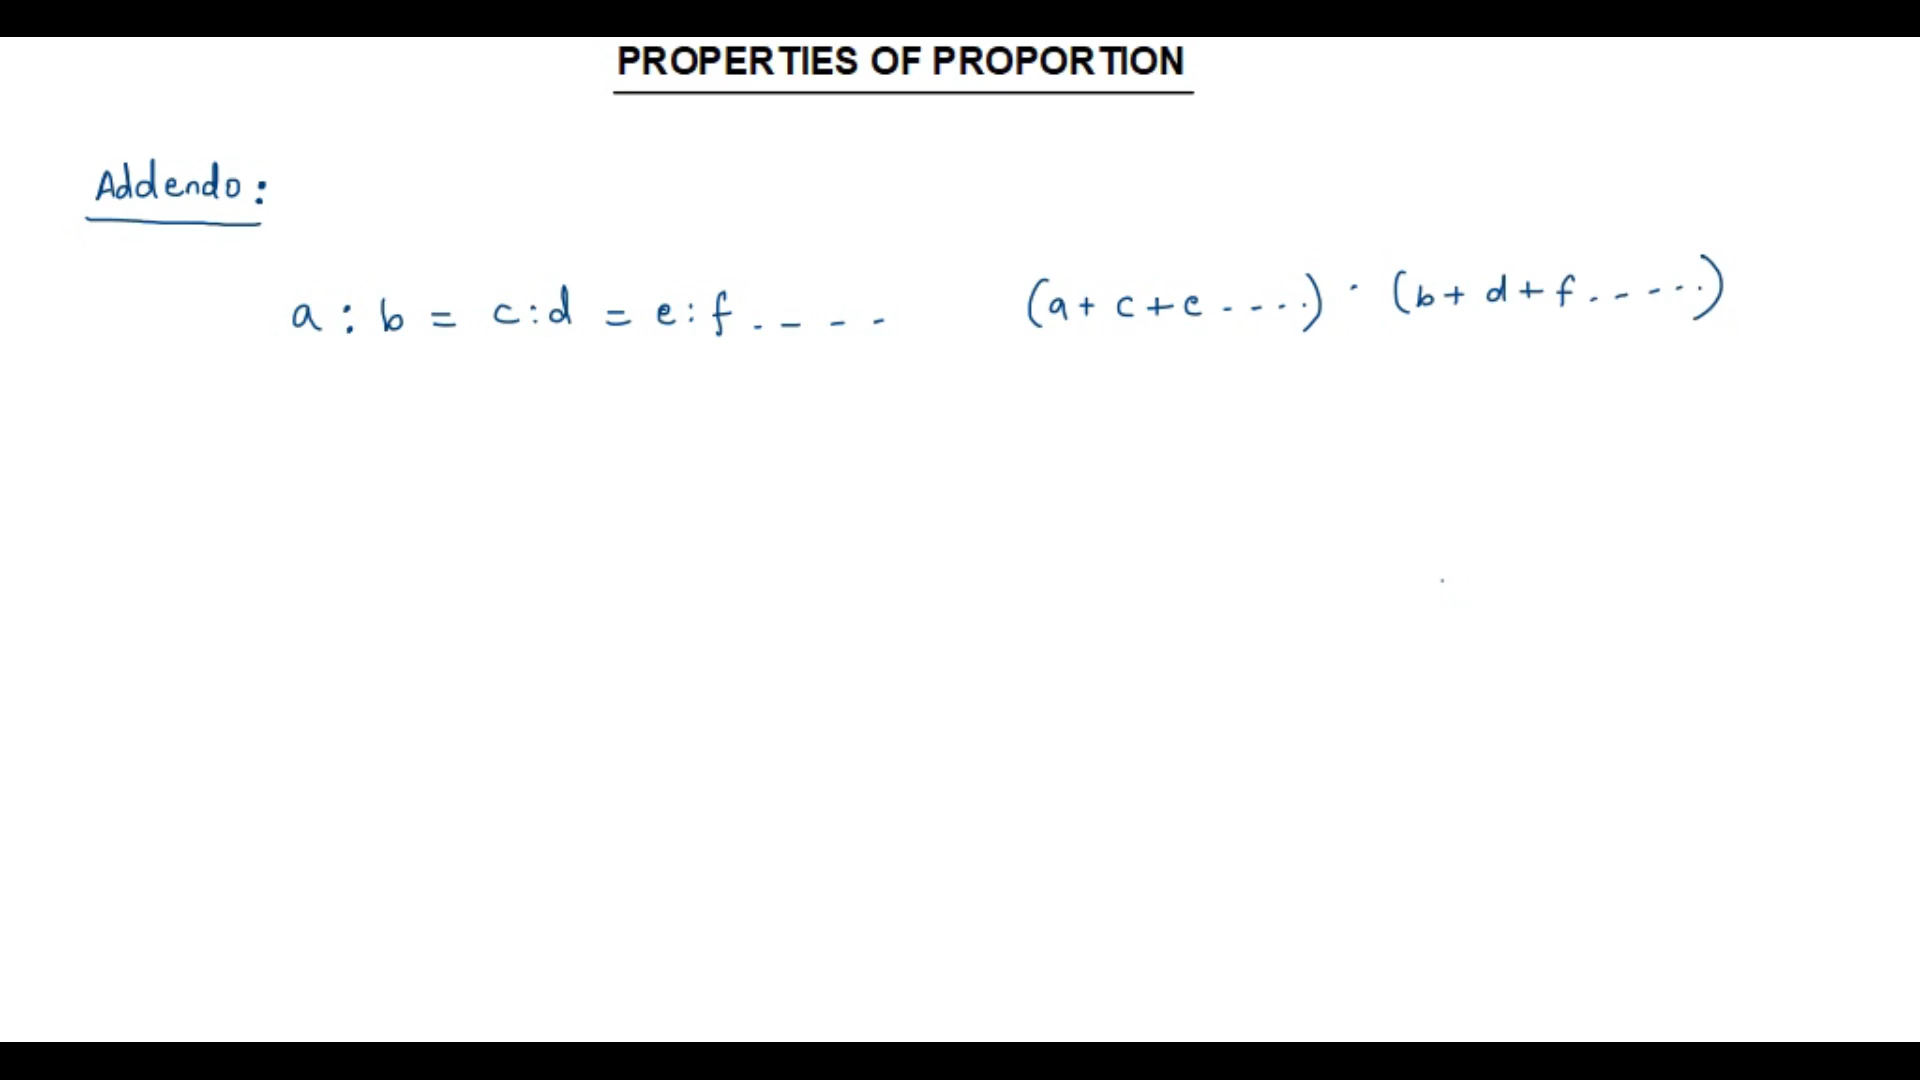 PROPERTIES OF PROPORTION
Addendo:
a : b = c:d = e:f ----- (a+c+e ----) · (b+d+f ------)